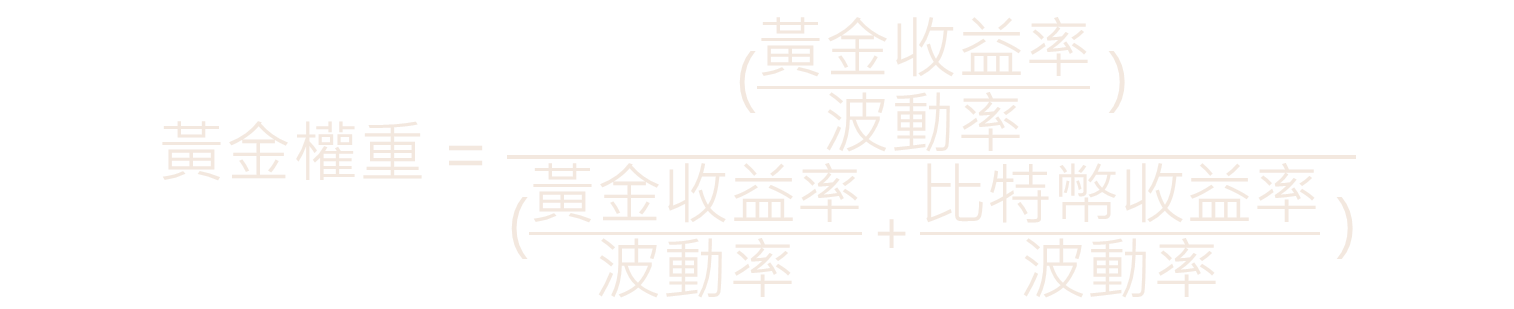 (黃金收益率)
波動率
黃金權重 =
(黃金收益率 + 比特幣收益率)
波動率 波動率